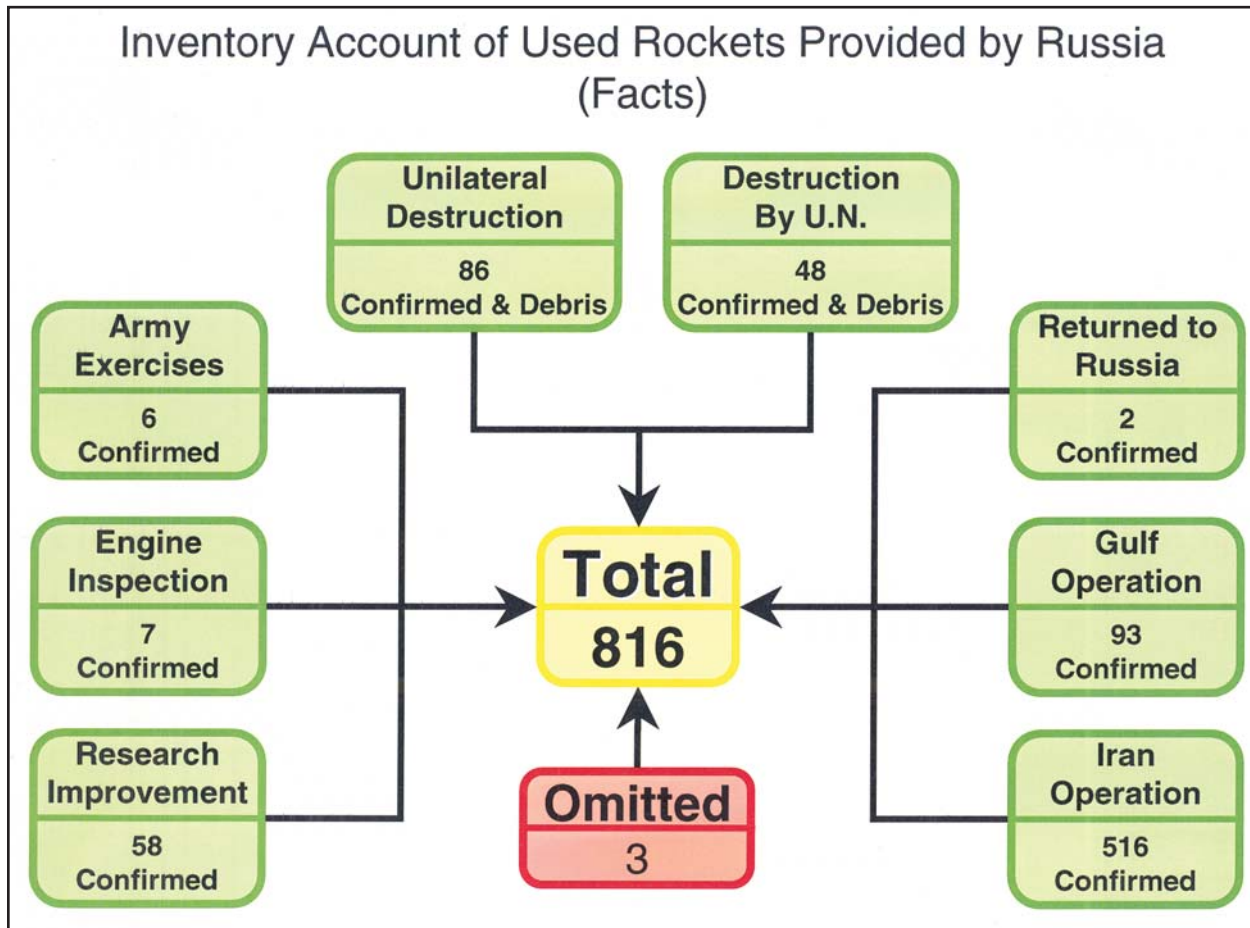 Inventory Account of Used Rockets Provided by Russia
(Facts)
Unilateral
Destruction
86
Confirmed & Debris
Destruction
By U.N.
48
Confirmed & Debris
Army
Exercises
6
Confirmed
Returned to
Russia
2
Confirmed
Engine
Inspection
7
Confirmed
Total
816
Gulf
Operation
93
Confirmed
Research
Improvement
58
Confirmed
Omitted
3
Iran
Operation
516
Confirmed